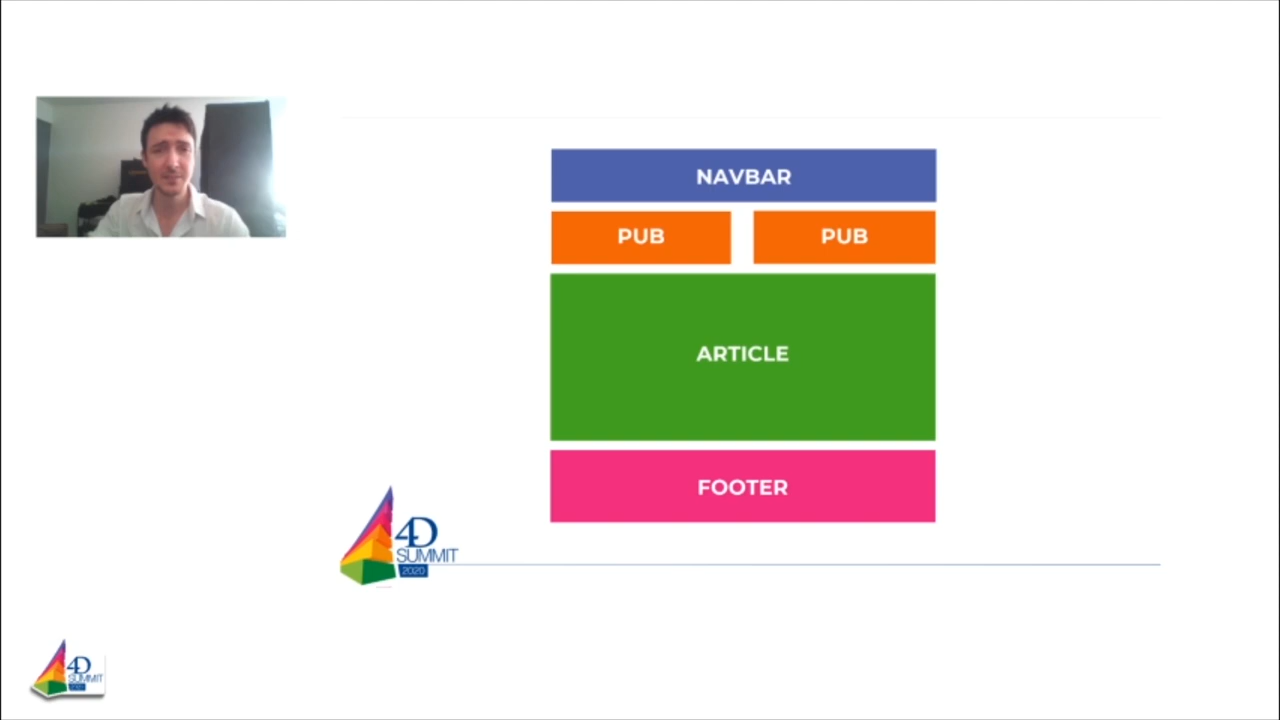 NAVBAR
PUB PUB
ARTICLE
FOOTER
4D
SUMMIT
2020
4D
SUMMIT